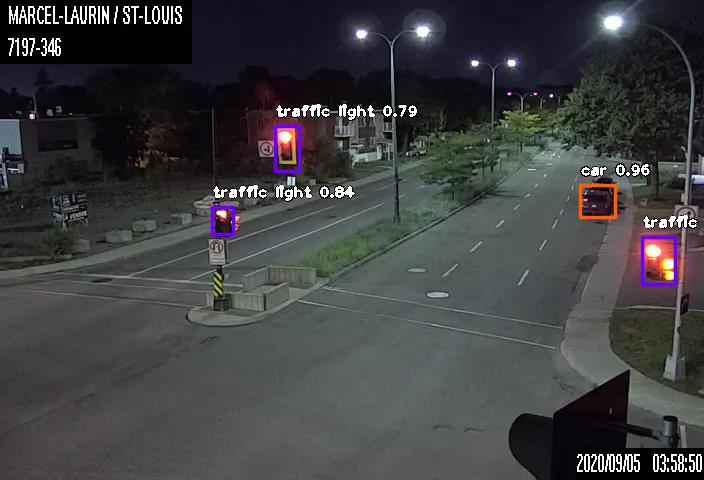 MARCEL-LAURIN / ST-LOUIS
7197-346
traffic light 0.79
car 0.96
traffic light 0.84
traffic
2020/09/05 03:58:50